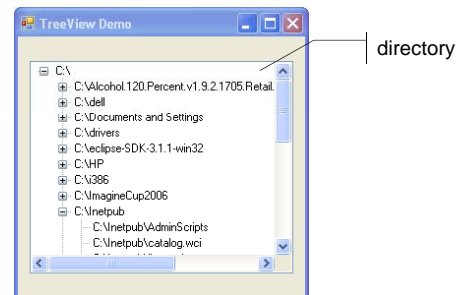 TreeView Demo
directory
C:\
C:\Alcohol.120.Percent.v1.9.2.1705.Retail.
C:\dell
C:\Documents and Settings
C:\drivers
C:\eclipse-SDK-3.1.1-win32
C:\HP
C:\i386
C:\ImagineCup2006
C:\Inetpub
C:\Inetpub\AdminScripts
C:\Inetpub\catalog.wci